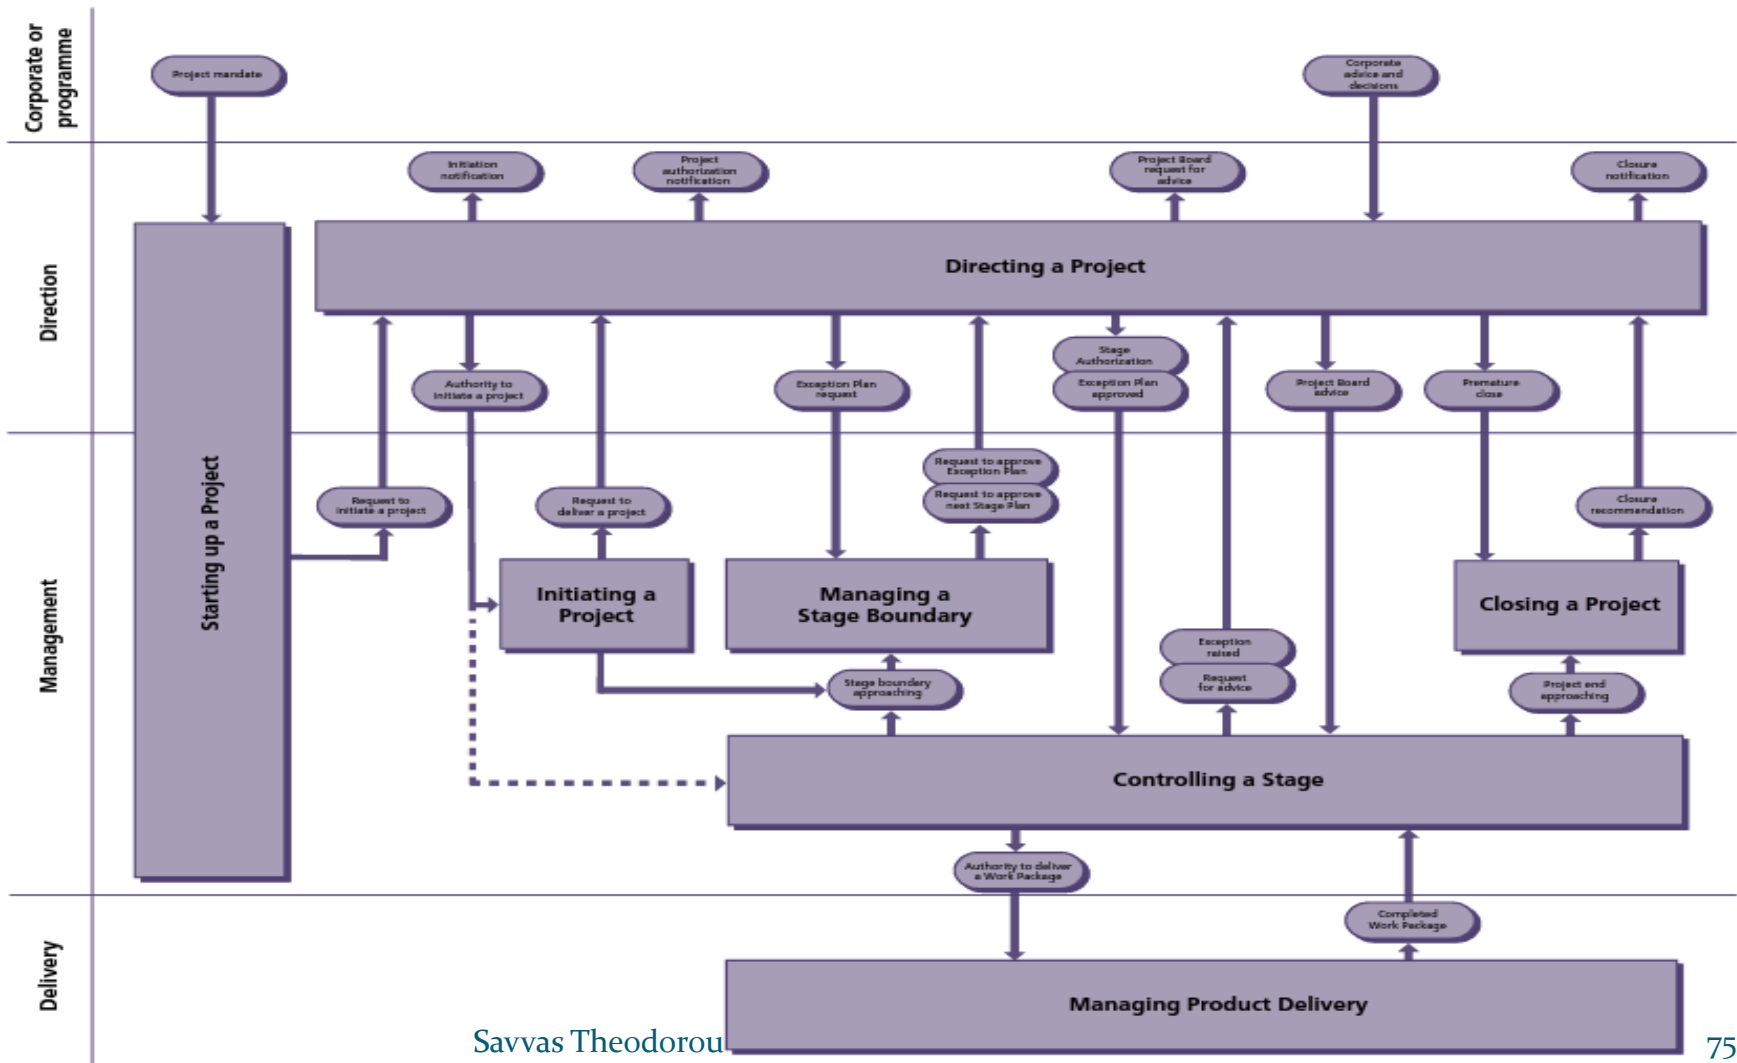 Corporate or
programme
Project mandate
Corporate
advice and
decisions
Direction
Initiation
notification
Project
authorization
notification
Project Board
request for
advice
Closure
notification
Directing a Project
Authority to
initiate a project
Exception Plan
request
Stage
Authorization
Exception Plan
approved
Project Board
advice
Premature
close
Management
Starting up a Project
Request to
initiate a project
Request to
deliver a project
Request to approve
Exception Plan
Request to approve
next Stage Plan
Closure
recommendation
Initiating a
Project
Managing a
Stage Boundary
Closing a Project
Exception
raised
Request
for advice
Stage boundary
approaching
Project end
approaching
Controlling a Stage
Authority to deliver
a Work Package
Delivery
Completed
Work Package
Managing Product Delivery
Savvas Theodorou
75